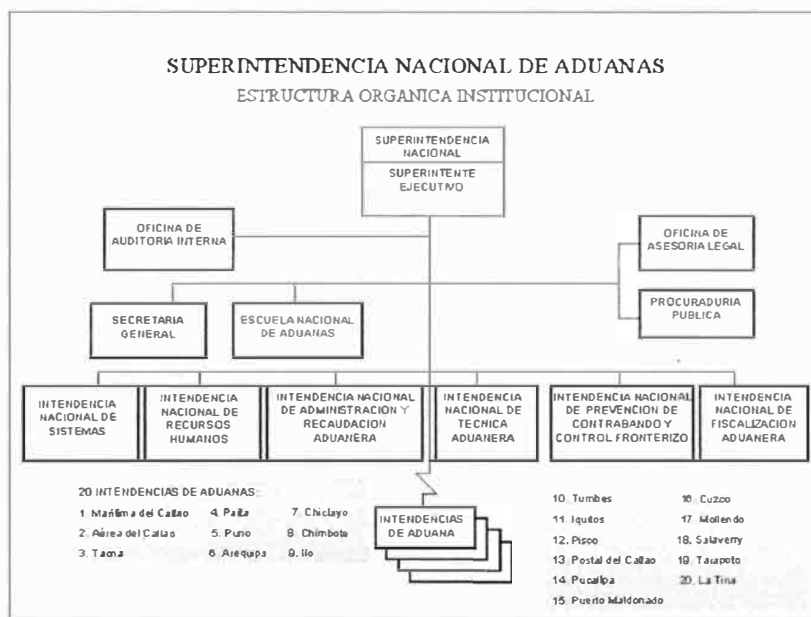 SUPERINTENDENCIA NACIONAL DE ADUANAS
ESTRUCTURA ORGANICA INSTITUCIONAL
SUPERINTENDENCIA
NACIONAL
SUPERINTENTE
EJECUTIVO
OFICINA DE
AUDITORIA INTERNA
OFICINA DE
ASESORIA LEGAL
SECRETARIA
GENERAL
ESCUELA NACIONAL
DE ADUANAS
PROCURADURIA
PUBLICA
INTENDENCIA
NACIONAL DE
SISTEMAS
INTENDENCIA
NACIONAL DE
RECURSOS
HUMANOS
INTENDENCIA NACIONAL
DE ADMINISTRACION Y
RECAUDACION
ADUANERA
INTENDENCIA
NACIONAL DE
TECNICA
ADUANERA
INTENDENCIA NACIONAL
DE PREVENCION DE
CONTRABANDO Y
CONTROL FRONTERIZO
INTENDENCIA
NACIONAL DE
FISCALIZACION
ADUANERA
20 INTENDENCIAS DE ADUANAS:
1. Marítima del Callao
2. Aérea del Callao
3. Tacna
4. Paita
5. Puno
6. Arequipa
7. Chiclayo
8. Chimbote
9. Ilo
INTENDENCIAS
DE ADUANA
10. Tumbes
11. Iquitos
12. Pisco
13. Postal del Callao
14. Pucallpa
15. Puerto Maldonado
16. Cuzco
17. Mollendo
18. Salaverry
19. Tarapoto
20. La Tina